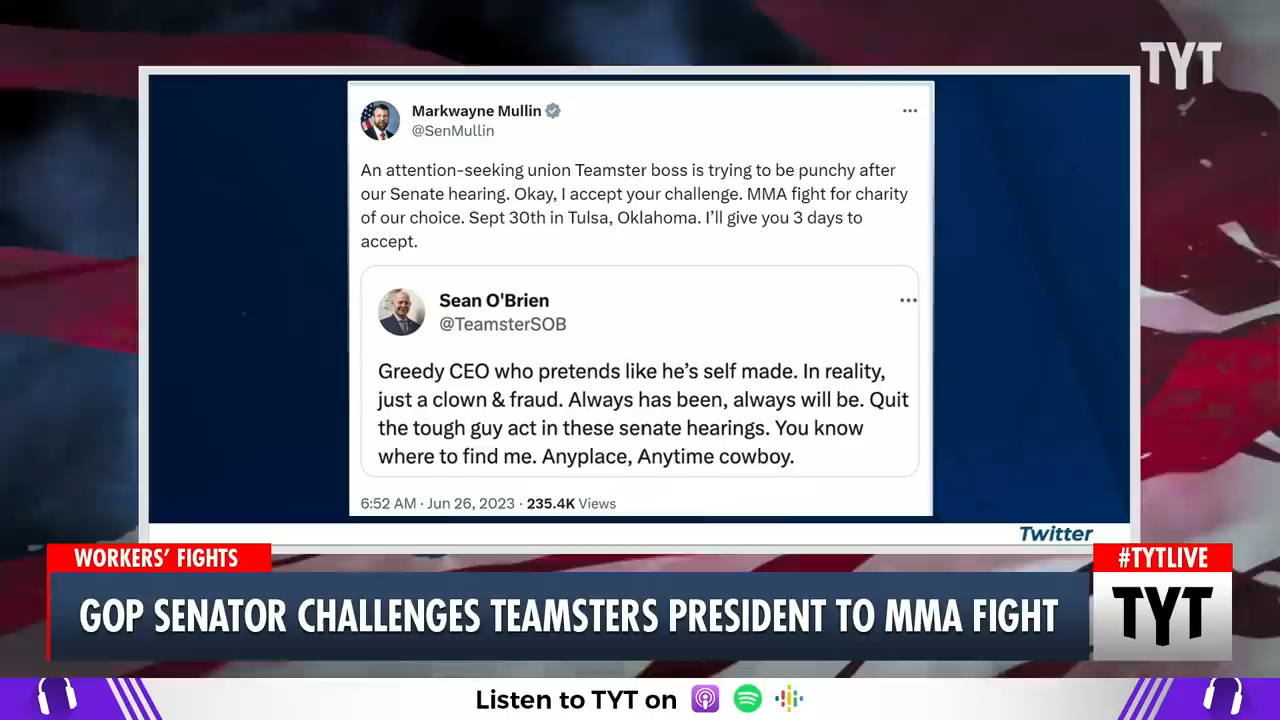 TYT
Markwayne Mullin
@SenMullin
An attention-seeking union Teamster boss is trying to be punchy after
our Senate hearing. Okay, I accept your challenge. MMA fight for charity
of our choice. Sept 30th in Tulsa, Oklahoma. I'll give you 3 days to
accept.
Sean O'Brien
@TeamsterSOB
Greedy CEO who pretends like he's self made. In reality,
just a clown & fraud. Always has been, always will be. Quit
the tough guy act in these senate hearings. You know
where to find me. Anyplace, Anytime cowboy.
6:52 AM · Jun 26, 2023 · 235.4K Views
Twitter
WORKERS' FIGHTS
#TYTLIVE
GOP SENATOR CHALLENGES TEAMSTERS PRESIDENT TO MMA FIGHT
TYT
Listen to TYT on